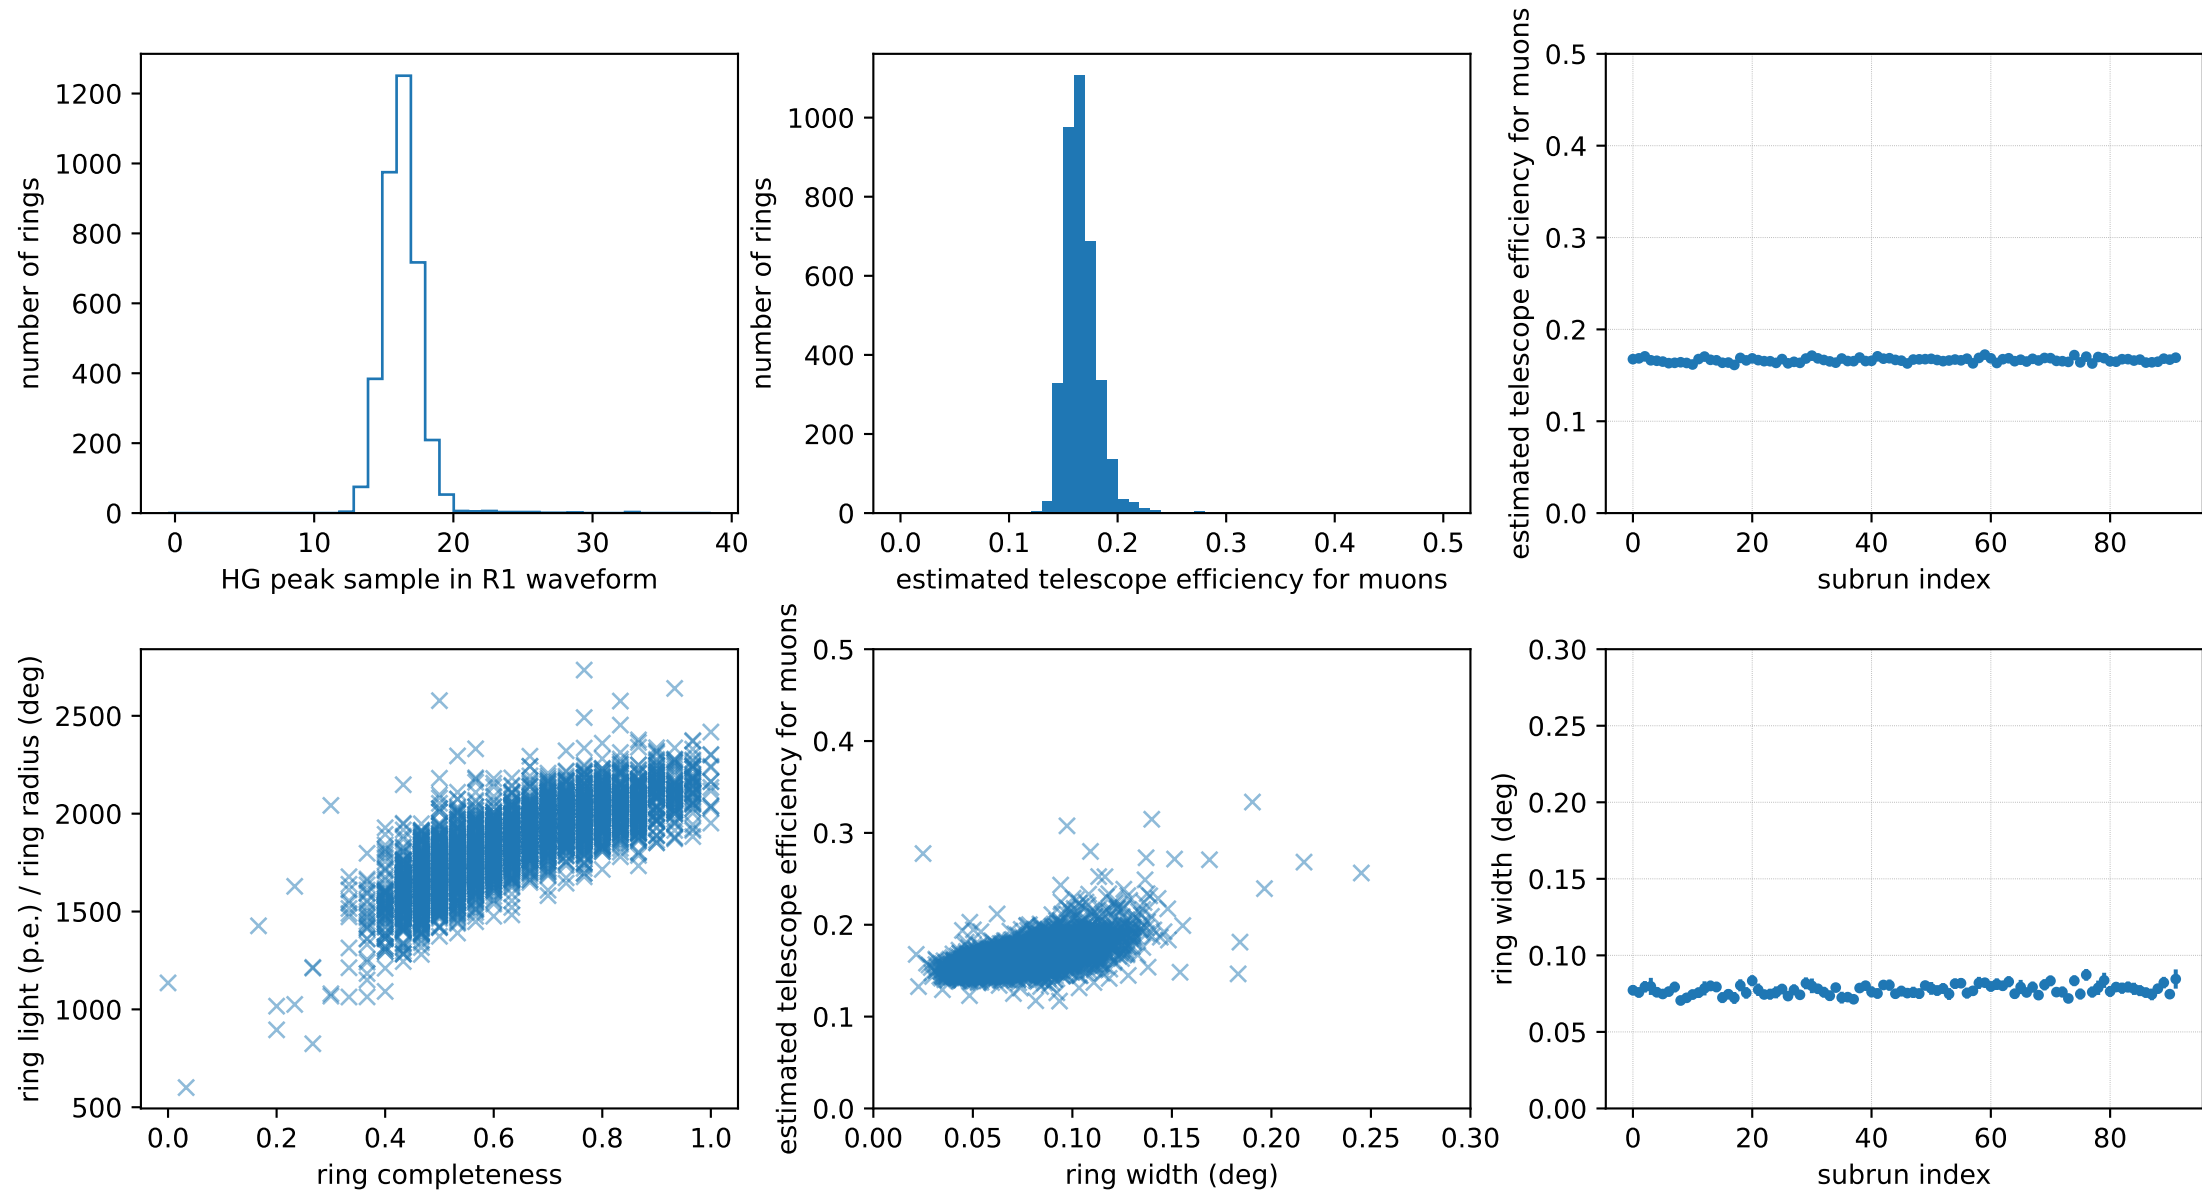 number of rings
1200
1000
800
600
400
200
0
0 10 20 30 40
HG peak sample in R1 waveform
number of rings
1000
800
600
400
200
0
0.0 0.1 0.2 0.3 0.4 0.5
estimated telescope efficiency for muons
estimated telescope efficiency for muons
0.5
0.4
0.3
0.2
0.1
0.0
0 20 40 60 80
subrun index
ring light (p.e.) / ring radius (deg)
2500
2000
1500
1000
500
0.0 0.2 0.4 0.6 0.8 1.0
ring completeness
estimated telescope efficiency for muons
0.5
0.4
0.3
0.2
0.1
0.0
0.00 0.05 0.10 0.15 0.20 0.25 0.30
ring width (deg)
ring width (deg)
0.30
0.25
0.20
0.15
0.10
0.05
0.00
0 20 40 60 80
subrun index